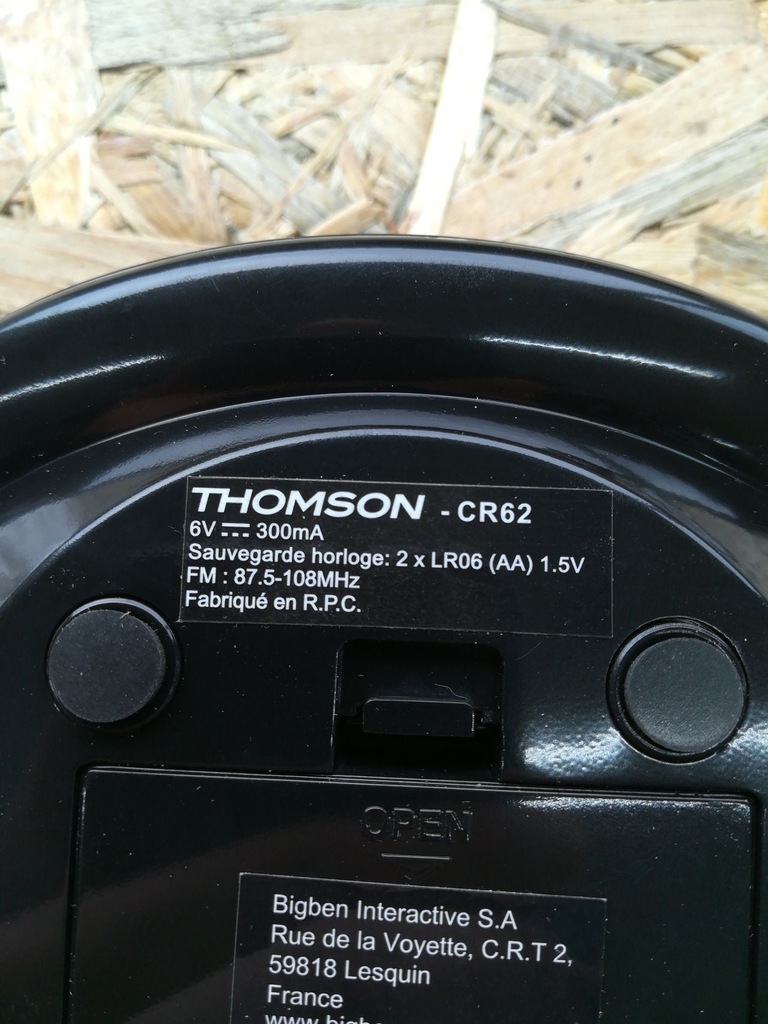 THOMSON - CR62
6V ⎓ 300mA
Sauvegarde horloge: 2 x LR06 (AA) 1.5V
FM : 87.5-108MHz
Fabriqué en R.P.C.
OPEN
Bigben Interactive S.A
Rue de la Voyette, C.R.T 2,
59818 Lesquin
France